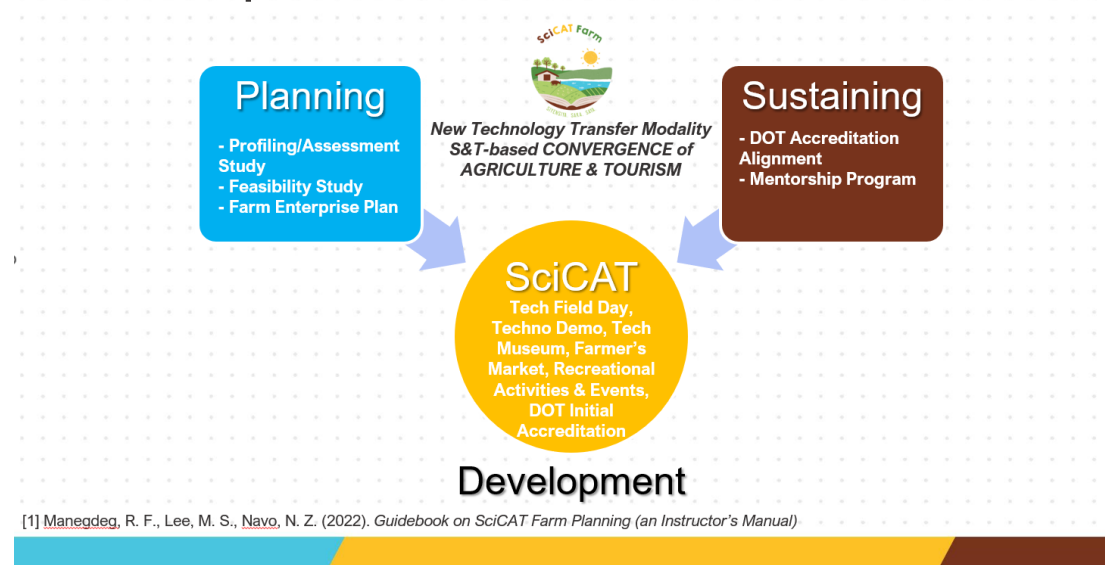 SciCAT Farm
Planning
- Profiling/Assessment
Study
- Feasibility Study
- Farm Enterprise Plan
New Technology Transfer Modality
S&T-based CONVERGENCE of
AGRICULTURE & TOURISM
Sustaining
- DOT Accreditation
Alignment
- Mentorship Program
SciCAT
Tech Field Day,
Techno Demo, Tech
Museum, Farmer’s
Market, Recreational
Activities & Events,
DOT Initial
Accreditation
Development
[1] Manegdeg, R. F., Lee, M. S., Navo, N. Z. (2022). Guidebook on SciCAT Farm Planning (an Instructor’s Manual)